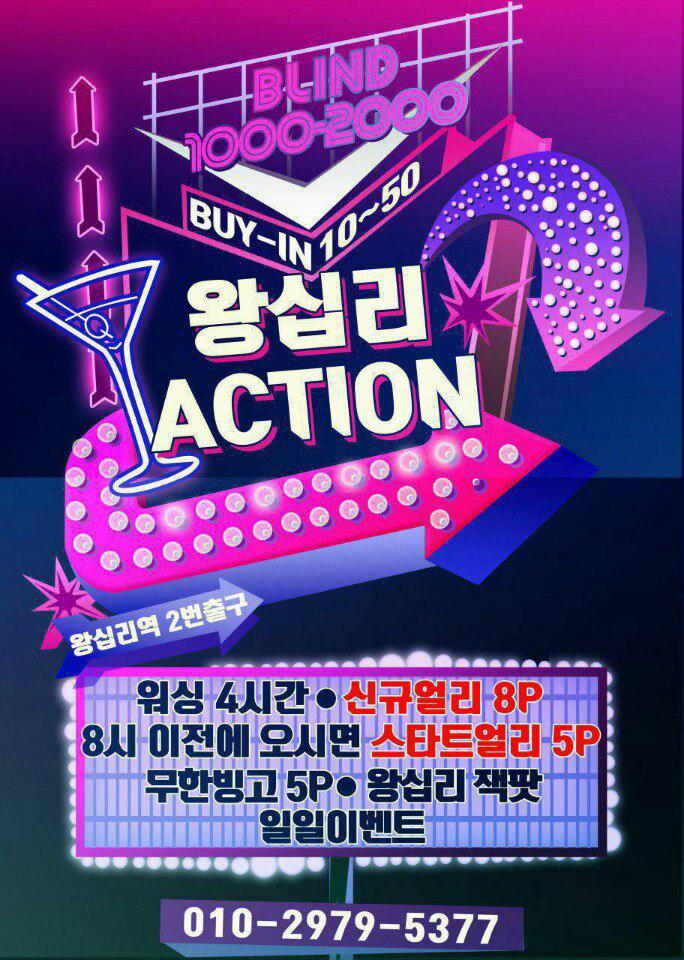 BLIND
1000-2000
BUY-IN 10~50
왕십리
ACTION
왕십리역 2번출구
워싱 4시간 ● 신규얼리 8P
8시 이전에 오시면 스타트얼리 5P
무한빙고 5P ● 왕십리 잭팟
일일이벤트
010-2979-5377